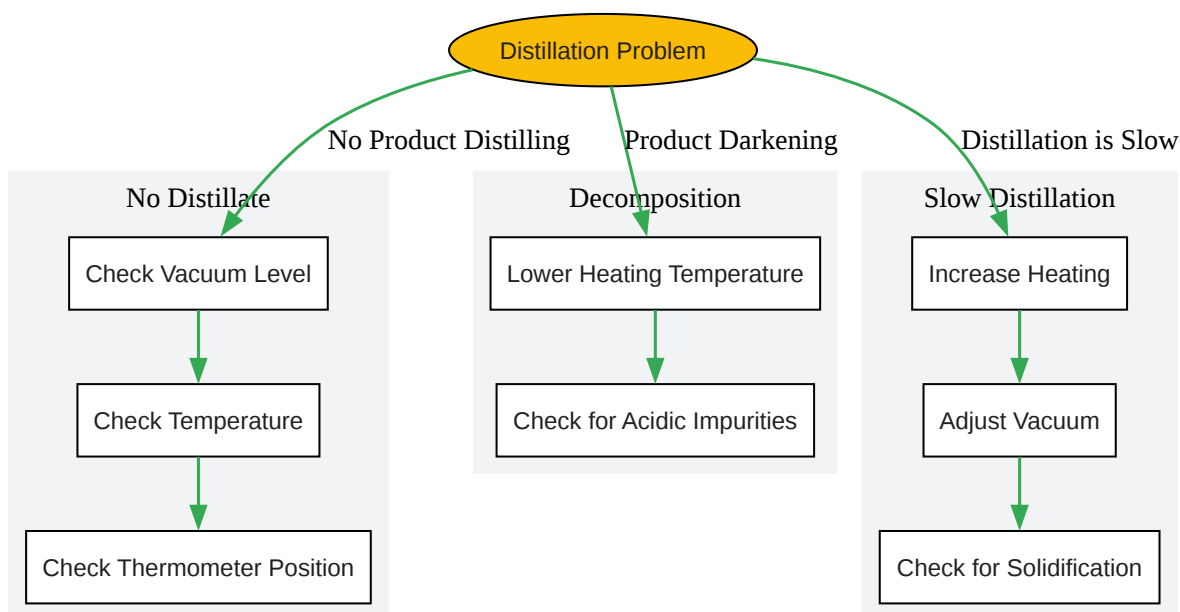 Distillation Problem
No Product Distilling
Product Darkening
Distillation is Slow
No Distillate
Decomposition
Slow Distillation
Check Vacuum Level
Lower Heating Temperature
Increase Heating
Check Temperature
Check for Acidic Impurities
Adjust Vacuum
Check Thermometer Position
Check for Solidification